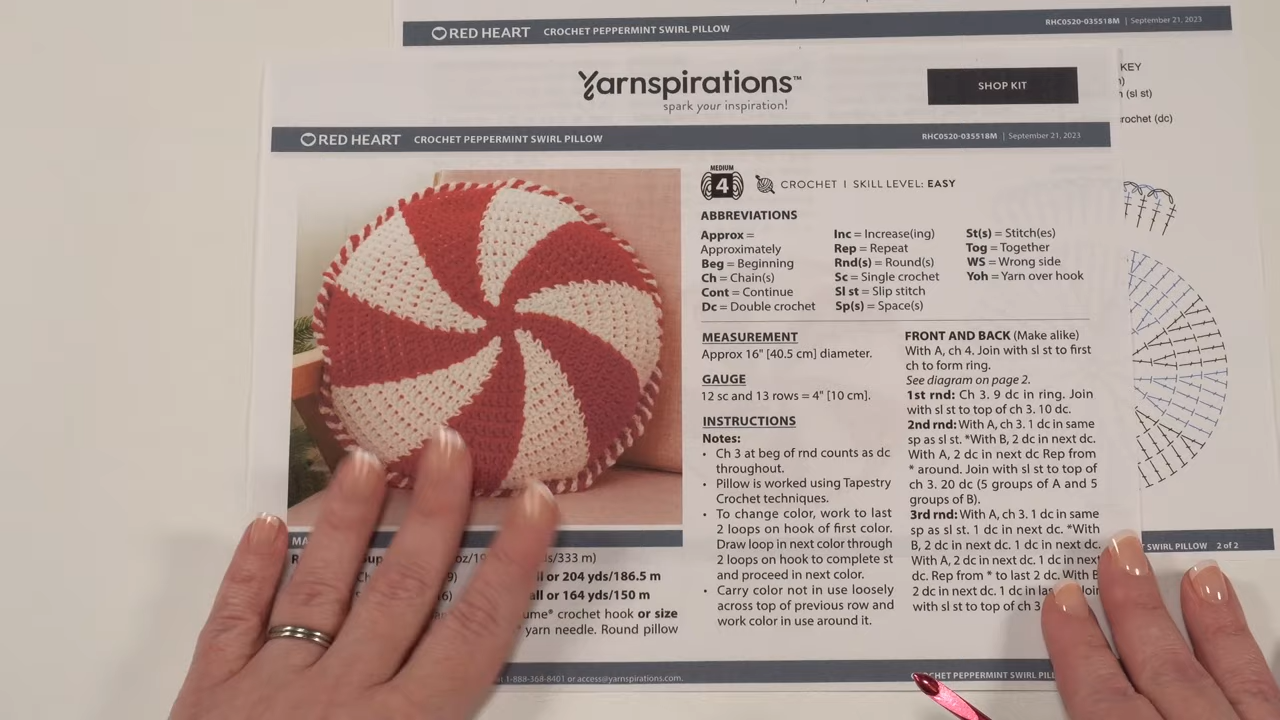 RED HEART CROCHET PEPPERMINT SWIRL PILLOW RHC0520-035518M | September 21, 2023
KEY
(sl st)
(dc)
Yarnspirations™
spark your inspiration!
SHOP KIT
RED HEART CROCHET PEPPERMINT SWIRL PILLOW RHC0520-035518M | September 21, 2023
MEDIUM
4
CROCHET I SKILL LEVEL: EASY
ABBREVIATIONS
Approx =
Approximately
Beg = Beginning
Ch = Chain(s)
Cont = Continue
Dc = Double crochet
Inc = Increase(ing)
Rep = Repeat
Rnd(s) = Round(s)
Sc = Single crochet
Sl st = Slip stitch
Sp(s) = Space(s)
St(s) = Stitch(es)
Tog = Together
WS = Wrong side
Yoh = Yarn over hook
MEASUREMENT
Approx 16" [40.5 cm] diameter.
GAUGE
12 sc and 13 rows = 4" [10 cm].
INSTRUCTIONS
Notes:
• Ch 3 at beg of rnd counts as dc
throughout.
• Pillow is worked using Tapestry
Crochet techniques.
• To change color, work to last
2 loops on hook of first color.
Draw loop in next color through
2 loops on hook to complete st
and proceed in next color.
• Carry color not in use loosely
across top of previous row and
work color in use around it.
FRONT AND BACK (Make alike)
With A, ch 4. Join with sl st to first
ch to form ring.
See diagram on page 2.
1st rnd: Ch 3. 9 dc in ring. Join
with sl st to top of ch 3. 10 dc.
2nd rnd: With A, ch 3. 1 dc in same
sp as sl st. *With B, 2 dc in next dc.
With A, 2 dc in next dc Rep from
* around. Join with sl st to top of
ch 3. 20 dc (5 groups of A and 5
groups of B).
3rd rnd: With A, ch 3. 1 dc in same
sp as sl st. 1 dc in next dc. *With
B, 2 dc in next dc. 1 dc in next dc.
With A, 2 dc in next dc. 1 dc in next
dc. Rep from * to last 2 dc. With B
2 dc in next dc. 1 dc in
with sl st to top of ch 3
/333 m)
or 204 yds/186.5 m
or 164 yds/150 m
crochet hook or size
yarn needle. Round pillow
1-888-368-8401 or access@yarnspirations.com.
CROCHET PEPPERMINT SWIRL
SWIRL PILLOW 2 of 2